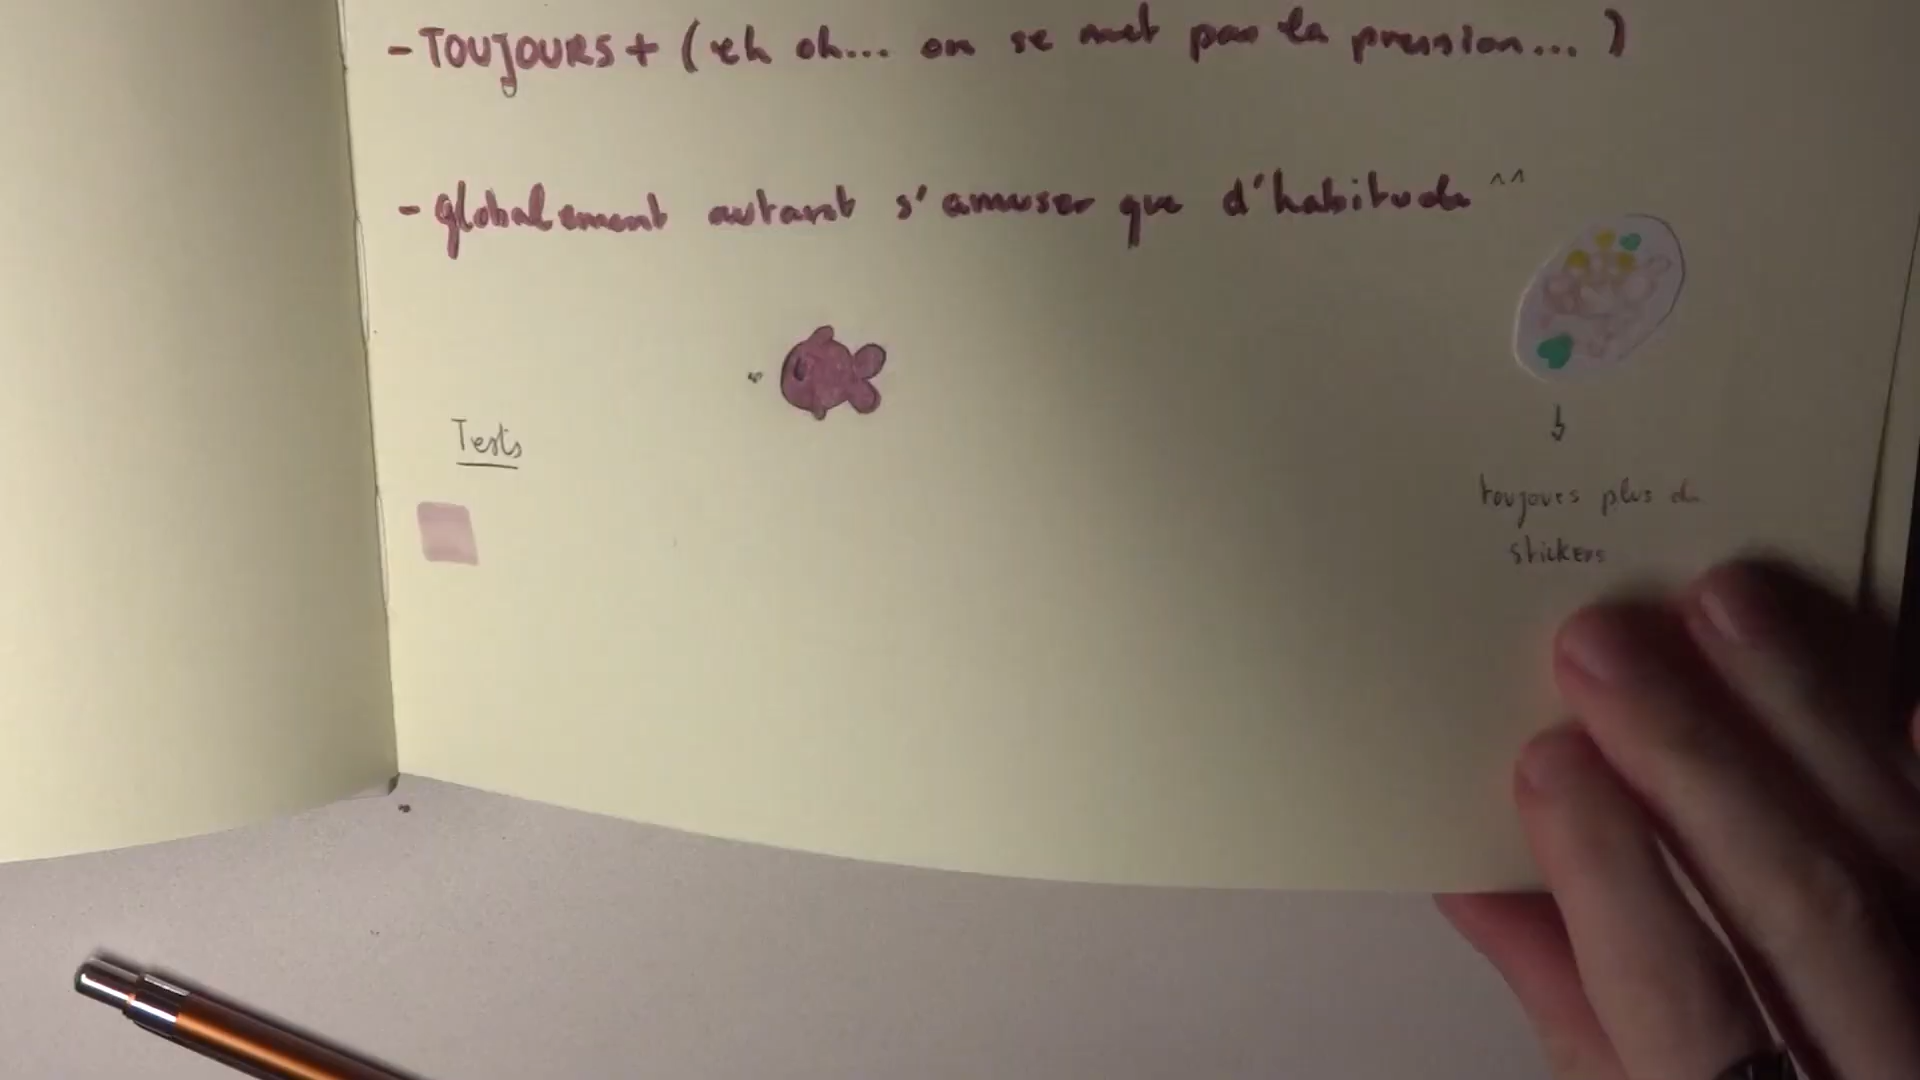 - TOUJOURS + (eh oh... on se met pas la pression... )
- globalement autant s'amuser que d'habitude ^^
Tests
toujours plus de
stickers